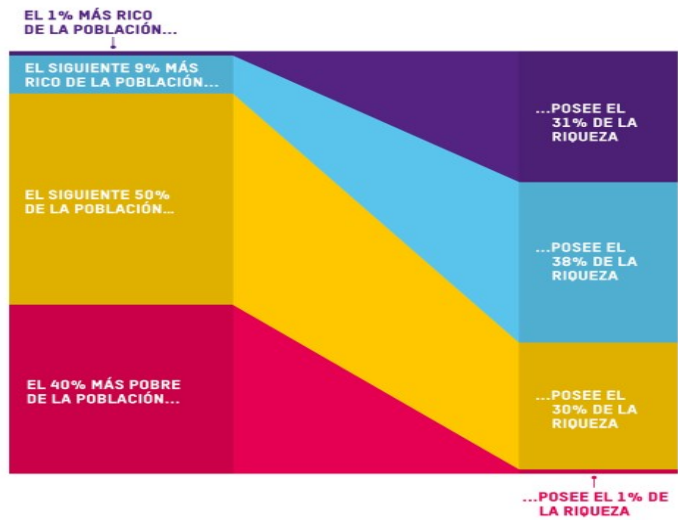 EL 1% MÁS RICO
DE LA POBLACIÓN...
EL SIGUIENTE 9% MÁS
RICO DE LA POBLACIÓN...
...POSEE EL
31% DE LA
RIQUEZA
EL SIGUIENTE 50%
DE LA POBLACIÓN...
...POSEE EL
38% DE LA
RIQUEZA
EL 40% MÁS POBRE
DE LA POBLACIÓN...
...POSEE EL
30% DE LA
RIQUEZA
...POSEE EL 1% DE
LA RIQUEZA